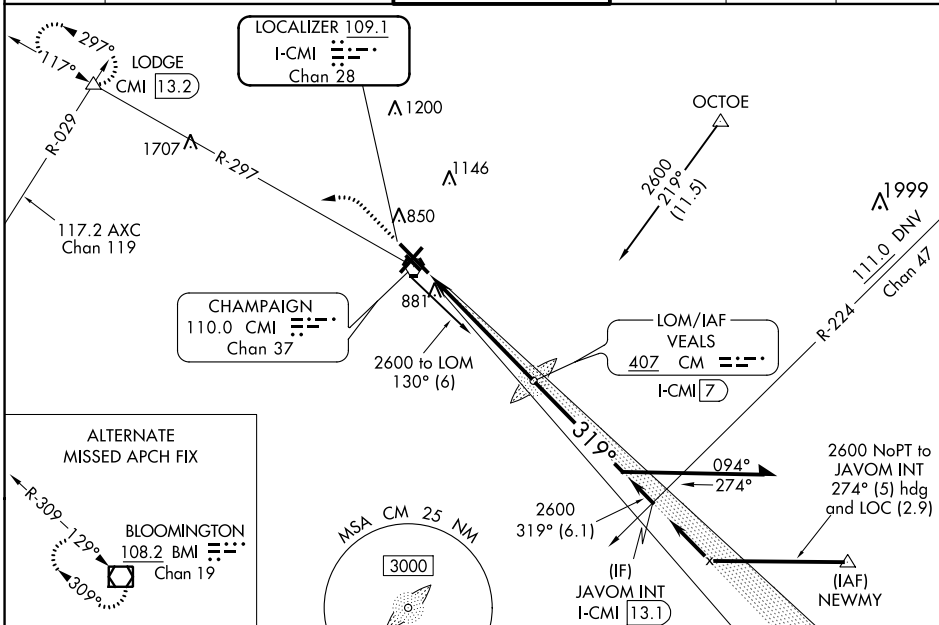 LOCALIZER 109.1
I-CMI
Chan 28
297°
117°
LODGE
CMI 13.2
R-029
1707
R-297
1200
1146
850
OCTOE
2600
219°
(11.5)
1999
111.0 DNV
Chan 47
R-224
117.2 AXC
Chan 119
CHAMPAIGN
110.0 CMI
Chan 37
881
2600 to LOM
130° (6)
LOM/IAF
VEALS
407 CM
I-CMI 7
319°
094°
274°
2600 NoPT to
JAVOM INT
274° (5) hdg
and LOC (2.9)
2600
319° (6.1)
(IF)
JAVOM INT
I-CMI 13.1
(IAF)
NEWMY
ALTERNATE
MISSED APCH FIX
R-309
129°
BLOOMINGTON
108.2 BMI
Chan 19
309°
MSA CM 25 NM
3000